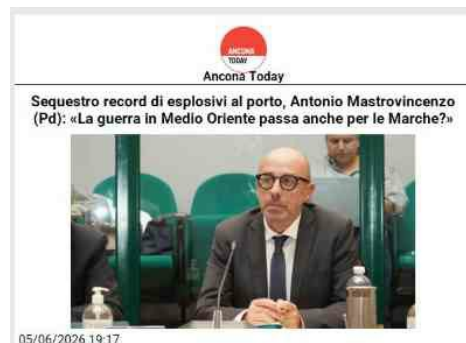 ANCONA
TODAY
Ancona Today
Sequestro record di esplosivi al porto, Antonio Mastrovincenzo
(Pd): «La guerra in Medio Oriente passa anche per le Marche?»
05/06/2026 19:17